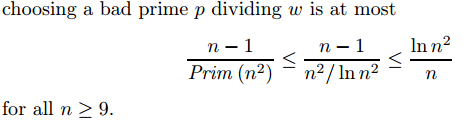 choosing a bad prime p dividing w is at most
n − 1 / Prim (n²) ≤ n − 1 / n²/ ln n² ≤ ln n² / n
for all n ≥ 9.